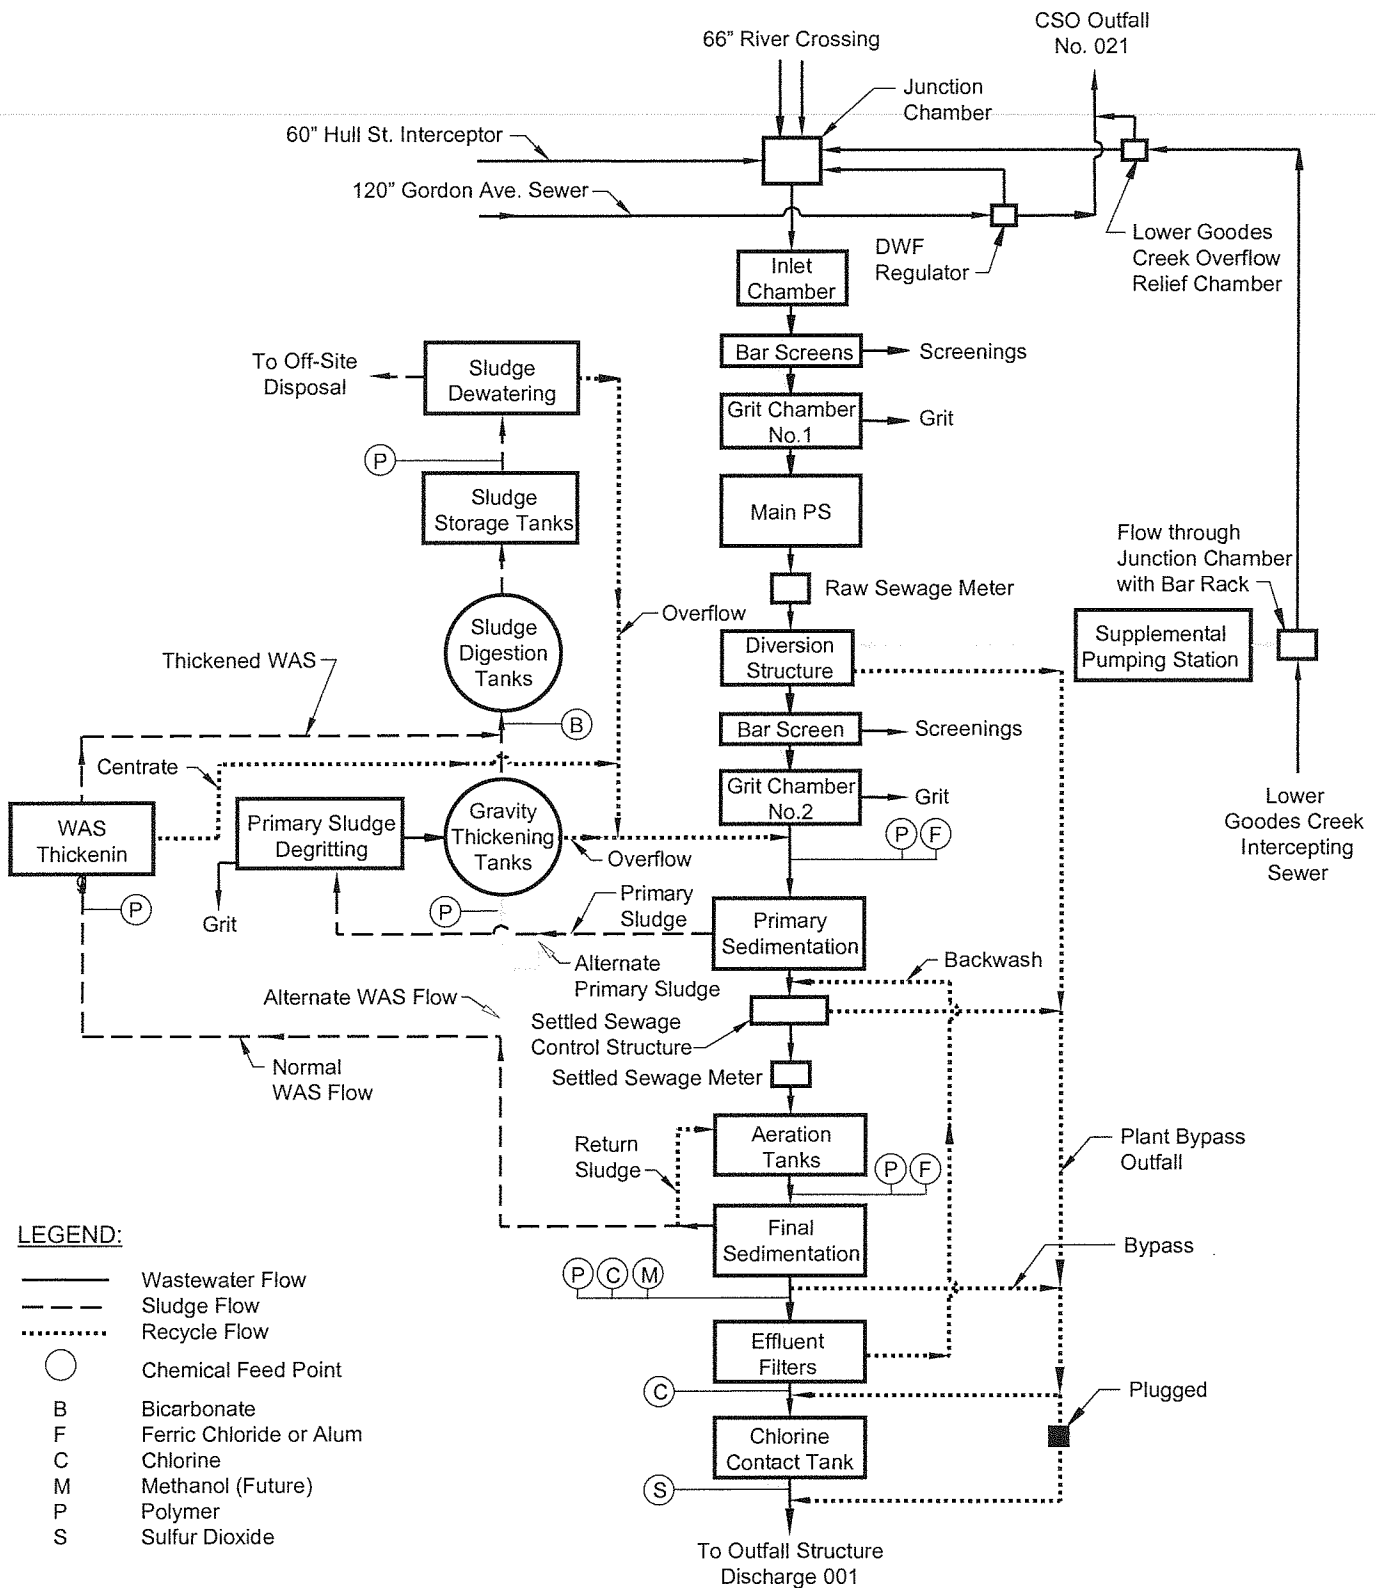 CSO Outfall
No. 021
66" River Crossing
Junction
Chamber
60" Hull St. Interceptor
120" Gordon Ave. Sewer
DWF
Regulator
Lower Goodes
Creek Overflow
Relief Chamber
Inlet
Chamber
Bar Screens
Screenings
To Off-Site
Disposal
Sludge
Dewatering
Grit Chamber
No.1
Grit
P
Sludge
Storage Tanks
Main PS
Flow through
Junction Chamber
with Bar Rack
Raw Sewage Meter
Overflow
Sludge
Digestion
Tanks
Diversion
Structure
Supplemental
Pumping Station
Thickened WAS
B
Bar Screen
Screenings
Centrate
Grit Chamber
No.2
Grit
Lower
Goodes Creek
Intercepting
Sewer
WAS
Thickenin
Primary Sludge
Degritting
Gravity
Thickening
Tanks
Overflow
P
F
P
Grit
P
Primary
Sludge
Primary
Sedimentation
Alternate
Primary Sludge
Backwash
Alternate WAS Flow
Settled Sewage
Control Structure
Normal
WAS Flow
Settled Sewage Meter
Return
Sludge
Aeration
Tanks
P
F
Plant Bypass
Outfall
Final
Sedimentation
Bypass
P
C
M
Effluent
Filters
C
Plugged
Chlorine
Contact Tank
S
To Outfall Structure
Discharge 001
LEGEND:
Wastewater Flow
Sludge Flow
Recycle Flow
Chemical Feed Point
B Bicarbonate
F Ferric Chloride or Alum
C Chlorine
M Methanol (Future)
P Polymer
S Sulfur Dioxide